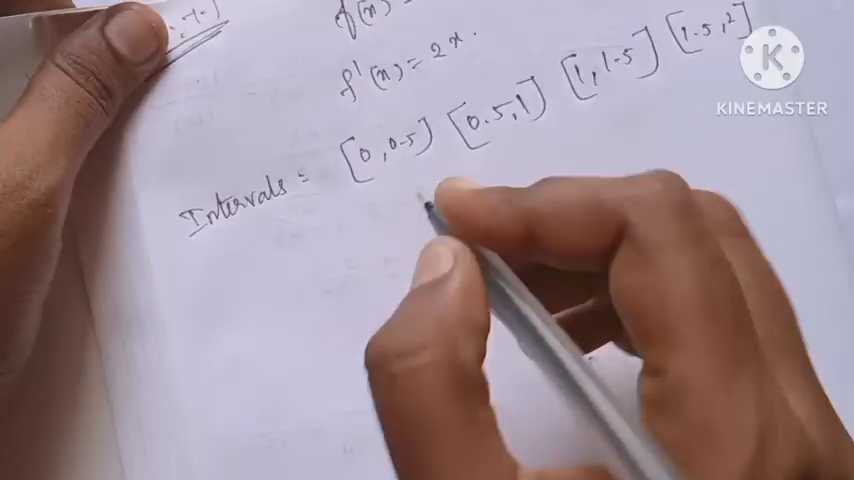 f(x) =
f'(x) = 2x.
Intervals = [0, 0.5] [0.5, 1] [1, 1.5] [1.5, 2]
KINEMASTER